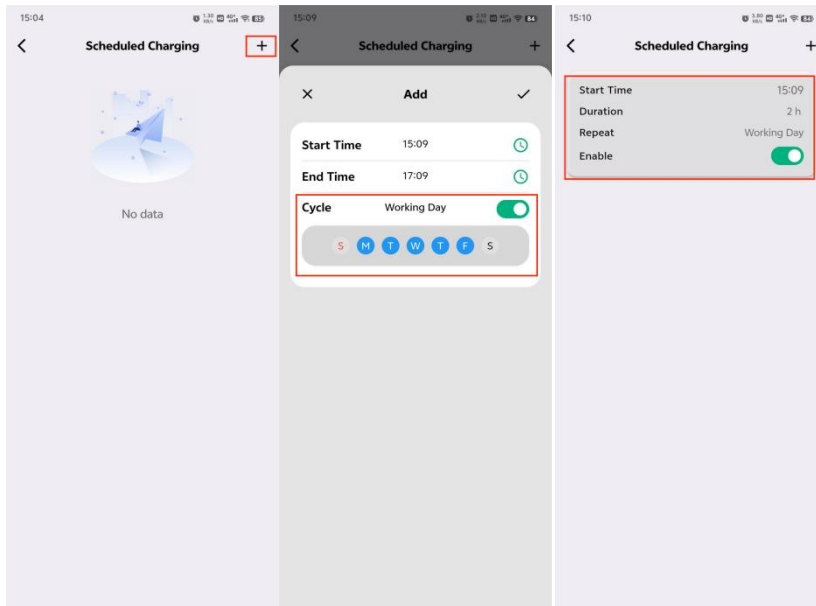 15:04
Scheduled Charging +
No data
15:09
Scheduled Charging +
Add
Start Time 15:09
End Time 17:09
Cycle Working Day
S M T W T F S
15:10
Scheduled Charging +
Start Time 15:09
Duration 2 h
Repeat Working Day
Enable